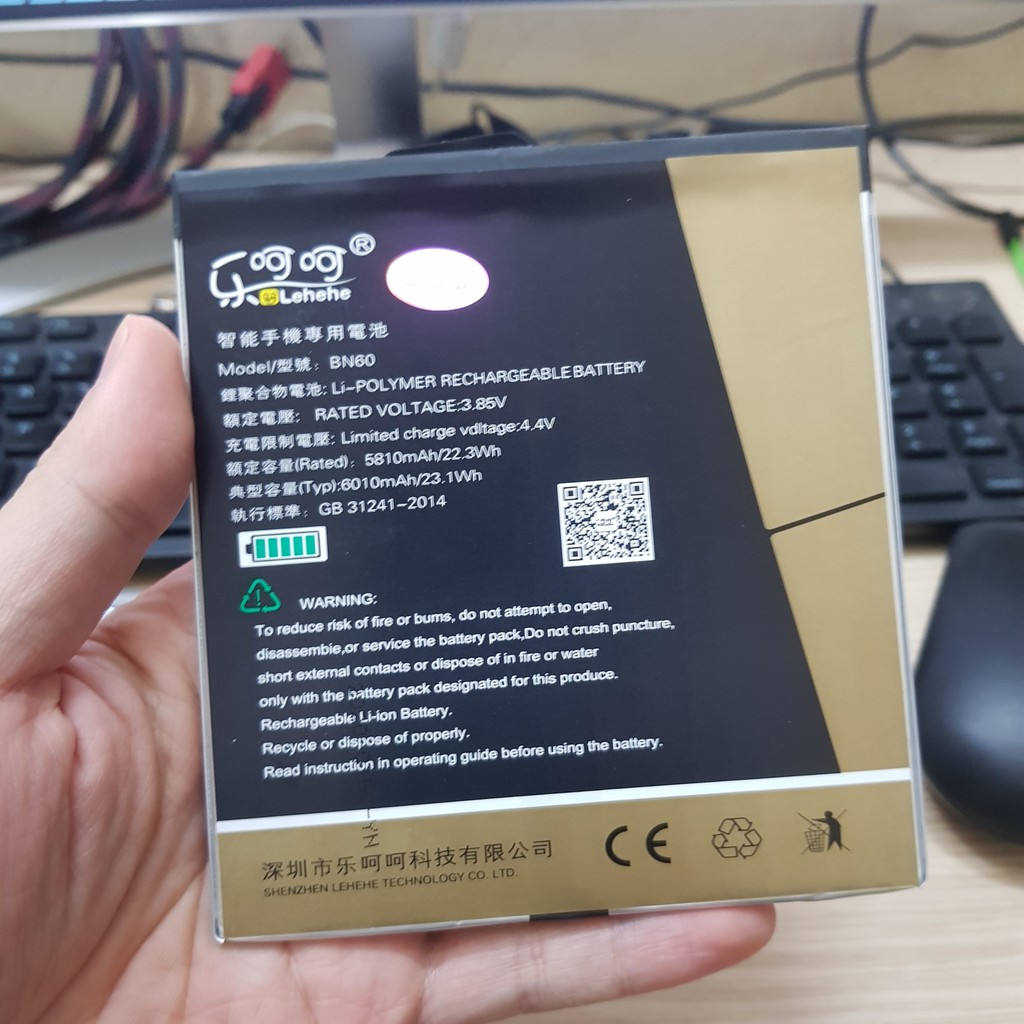 乐呵呵®
Lehehe
智能手機專用電池
Model/型號: BN60
鋰聚合物電池: Li-POLYMER RECHARGEABLE BATTERY
額定電壓: RATED VOLTAGE:3.85V
充電限制電壓: Limited charge vdltage:4.4V
額定容量(Rated): 5810mAh/22.3Wh
典型容量(Typ):6010mAh/23.1Wh
執行標準: GB 31241-2014
WARNING:
To reduce risk of fire or bums, do not attempt to open,
disassembie,or service the battery pack,Do not crush puncture,
short external contacts or dispose of in fire or water
only with the battery pack designated for this produce.
Rechargeable Li-ion Battery.
Recycle or dispose of properly.
Read instruction in operating guide before using the battery.
深圳市乐呵呵科技有限公司
SHENZHEN LEHEHE TECHNOLOGY CO. LTD.
CE